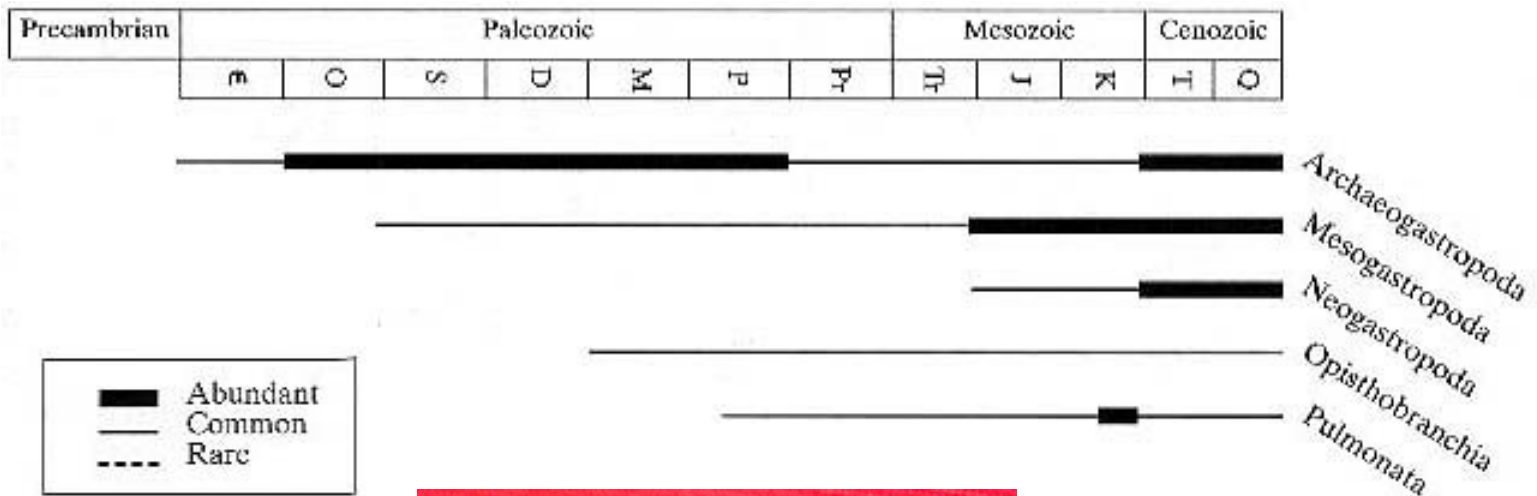 Precambrian Paleozoic Mesozoic Cenozoic
Є O S D M P Pr Tr J K T Q
Archaeogastropoda
Mesogastropoda
Neogastropoda
Opisthobranchia
Pulmonata
Abundant
Common
Rare